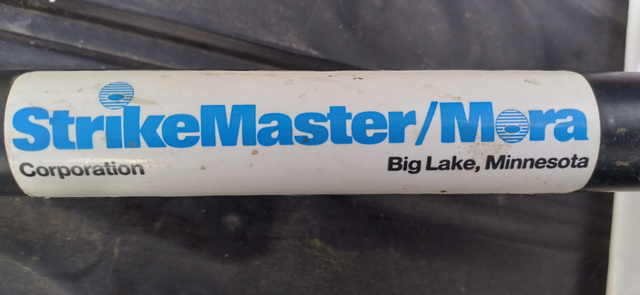 StrikeMaster/Mora
Corporation Big Lake, Minnesota